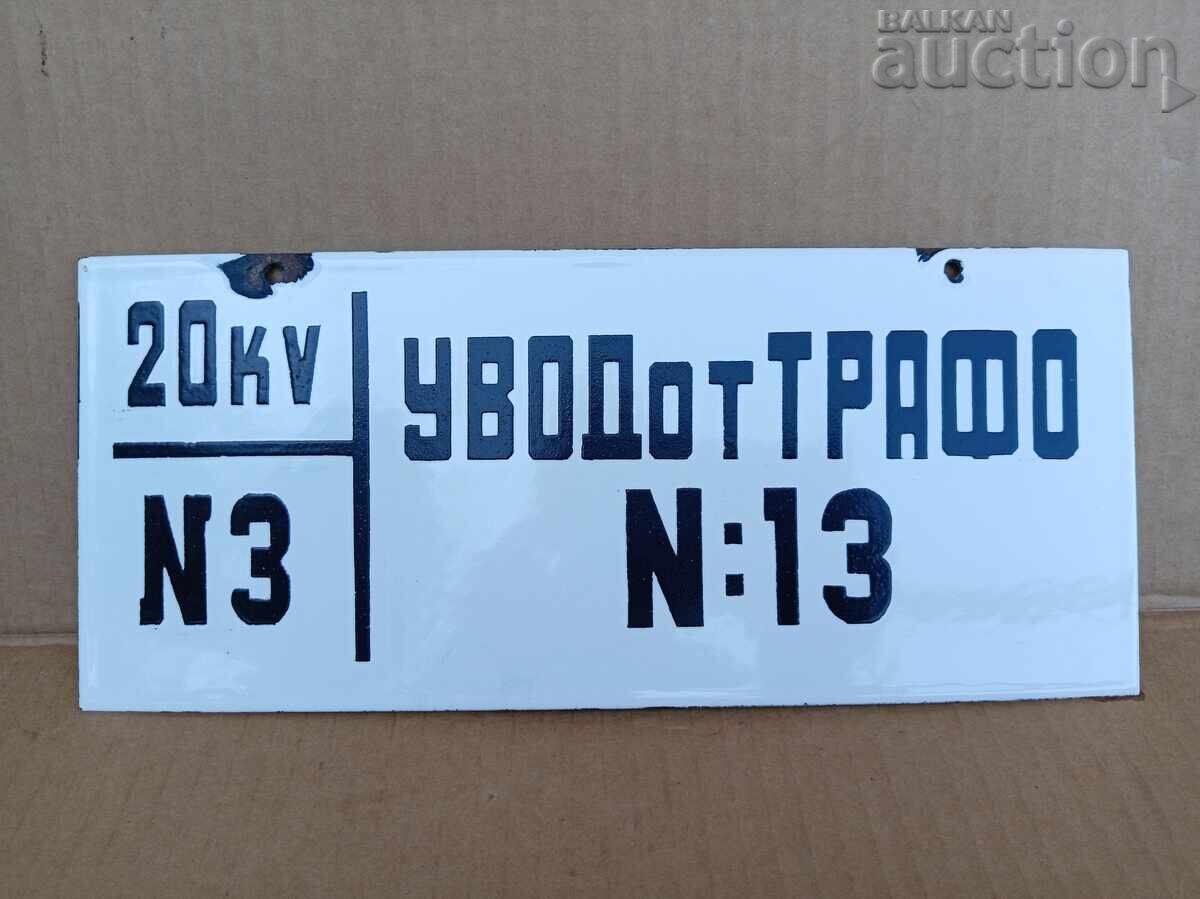 BALKAN
auction
20KV
N3
УВОДотТРАФО
N:13